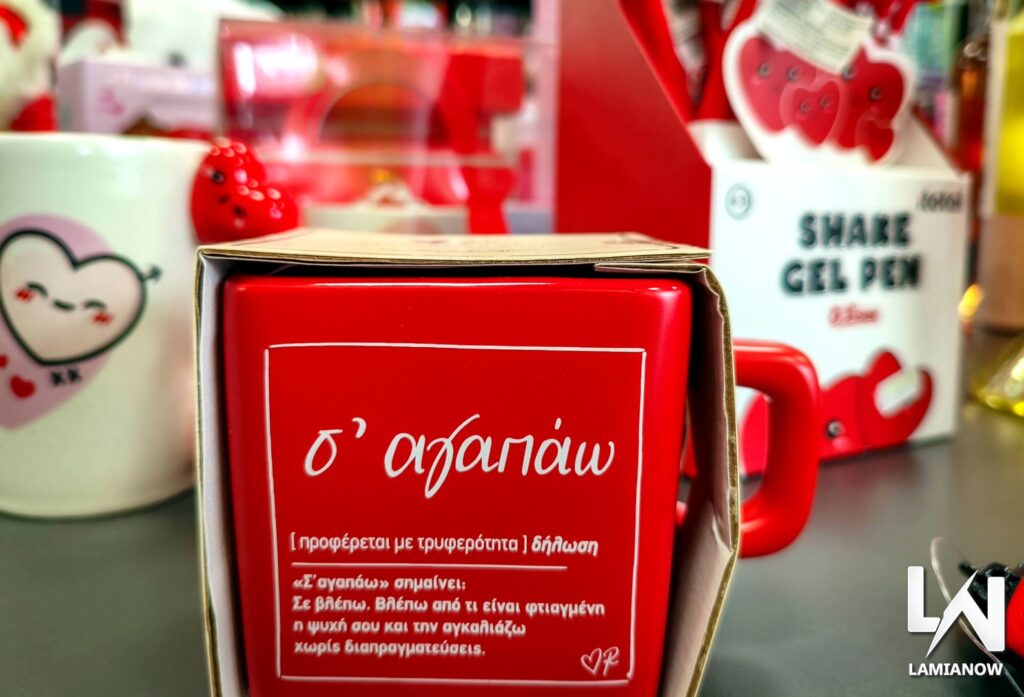 SHAKE
GEL PEN
σ' αγαπάω
[ προφέρεται με τρυφερότητα ] δήλωση
«Σ'αγαπάω» σημαίνει:
Σε βλέπω. Βλέπω από τι είναι φτιαγμένη
η ψυχή σου και την αγκαλιάζω
χωρίς διαπραγματεύσεις.
LAMIANOW